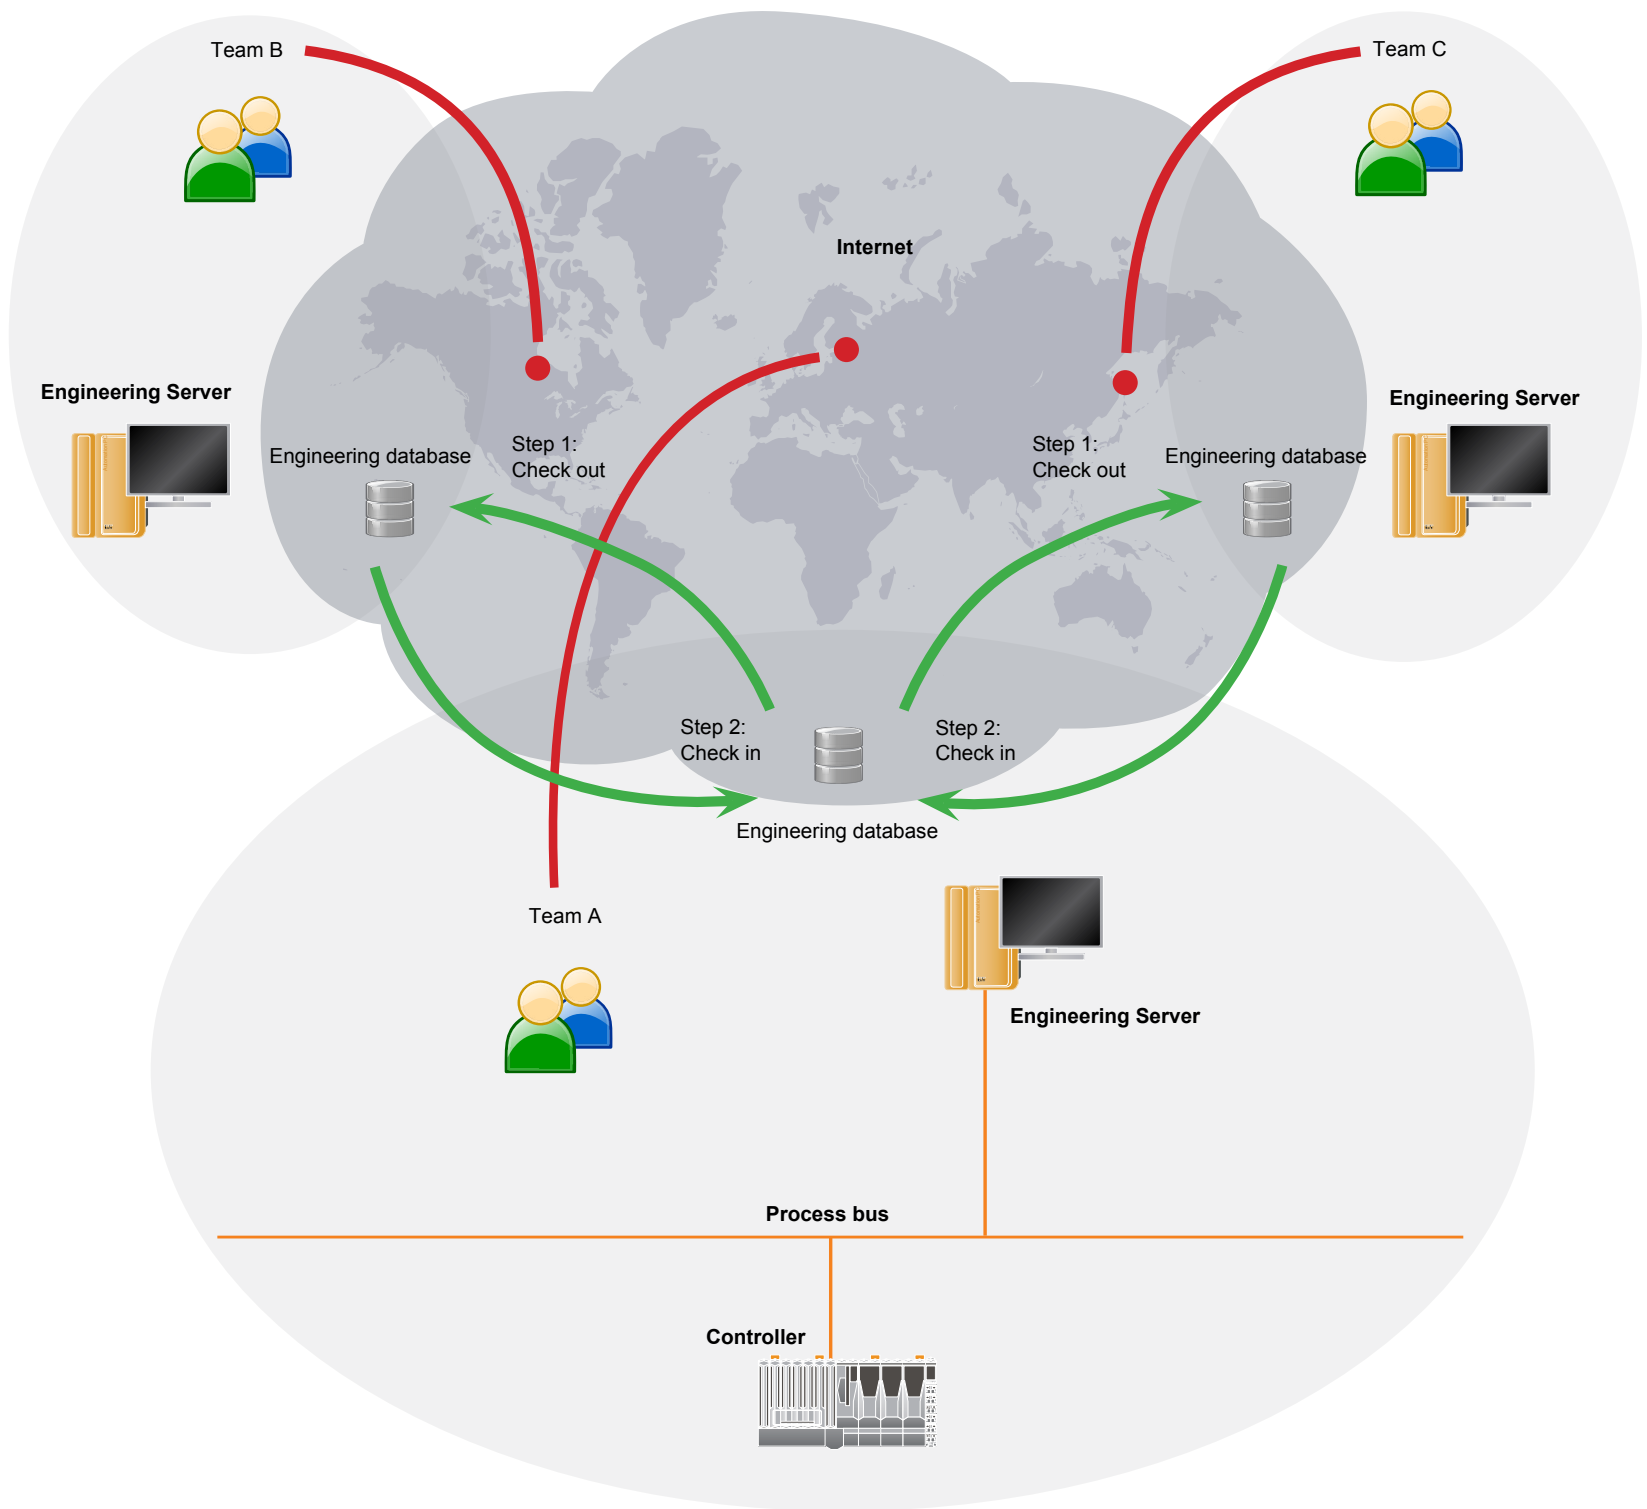 Team B
Team C
Internet
Engineering Server
Engineering Server
Engineering database
Step 1:
Check out
Step 1:
Check out
Engineering database
Step 2:
Check in
Step 2:
Check in
Engineering database
Team A
Engineering Server
Process bus
Controller